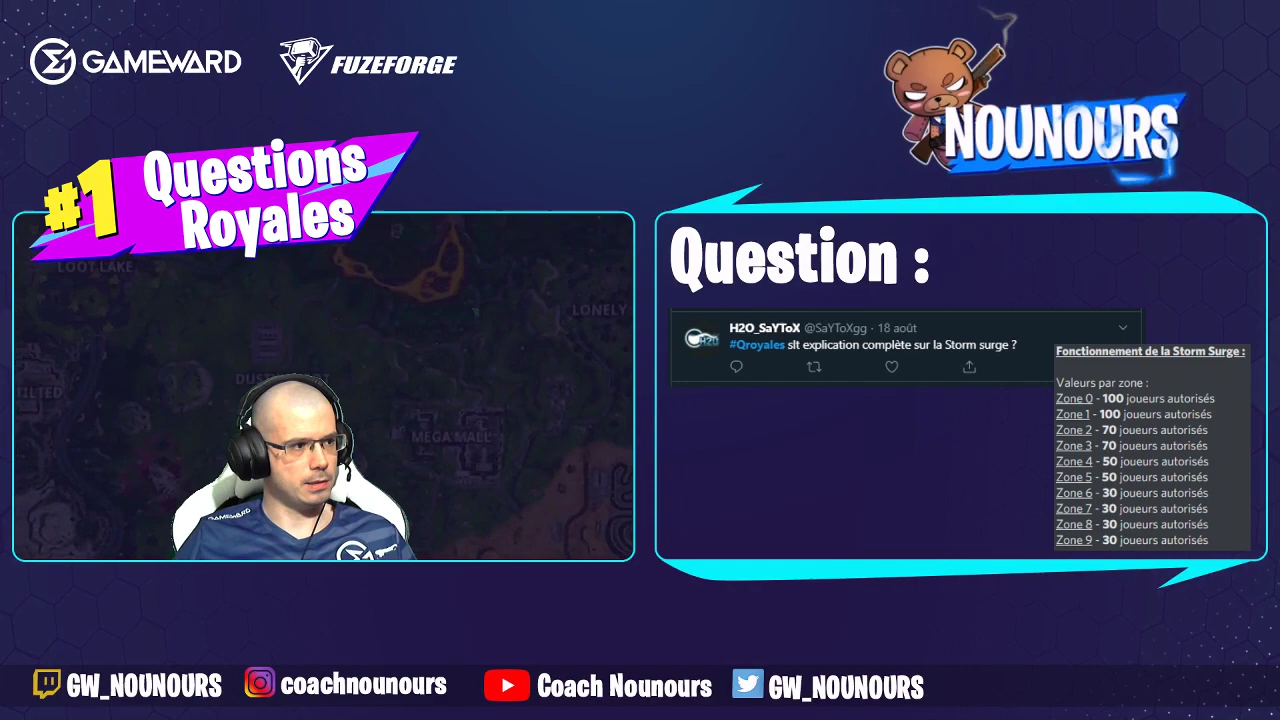 GAMEWARD
FUZEFORGE
NOUNOURS
#1 Questions
Royales
LOOT LAKE
LONELY
TILTED
MEGA MALL
GAMEWARD
Question :
H2O_SaYToX @SaYToXgg · 18 août
#Qroyales slt explication complète sur la Storm surge ?
Fonctionnement de la Storm Surge :
Valeurs par zone :
Zone 0 - 100 joueurs autorisés
Zone 1 - 100 joueurs autorisés
Zone 2 - 70 joueurs autorisés
Zone 3 - 70 joueurs autorisés
Zone 4 - 50 joueurs autorisés
Zone 5 - 50 joueurs autorisés
Zone 6 - 30 joueurs autorisés
Zone 7 - 30 joueurs autorisés
Zone 8 - 30 joueurs autorisés
Zone 9 - 30 joueurs autorisés
GW_NOUNOURS
coachnounours
Coach Nounours
GW_NOUNOURS